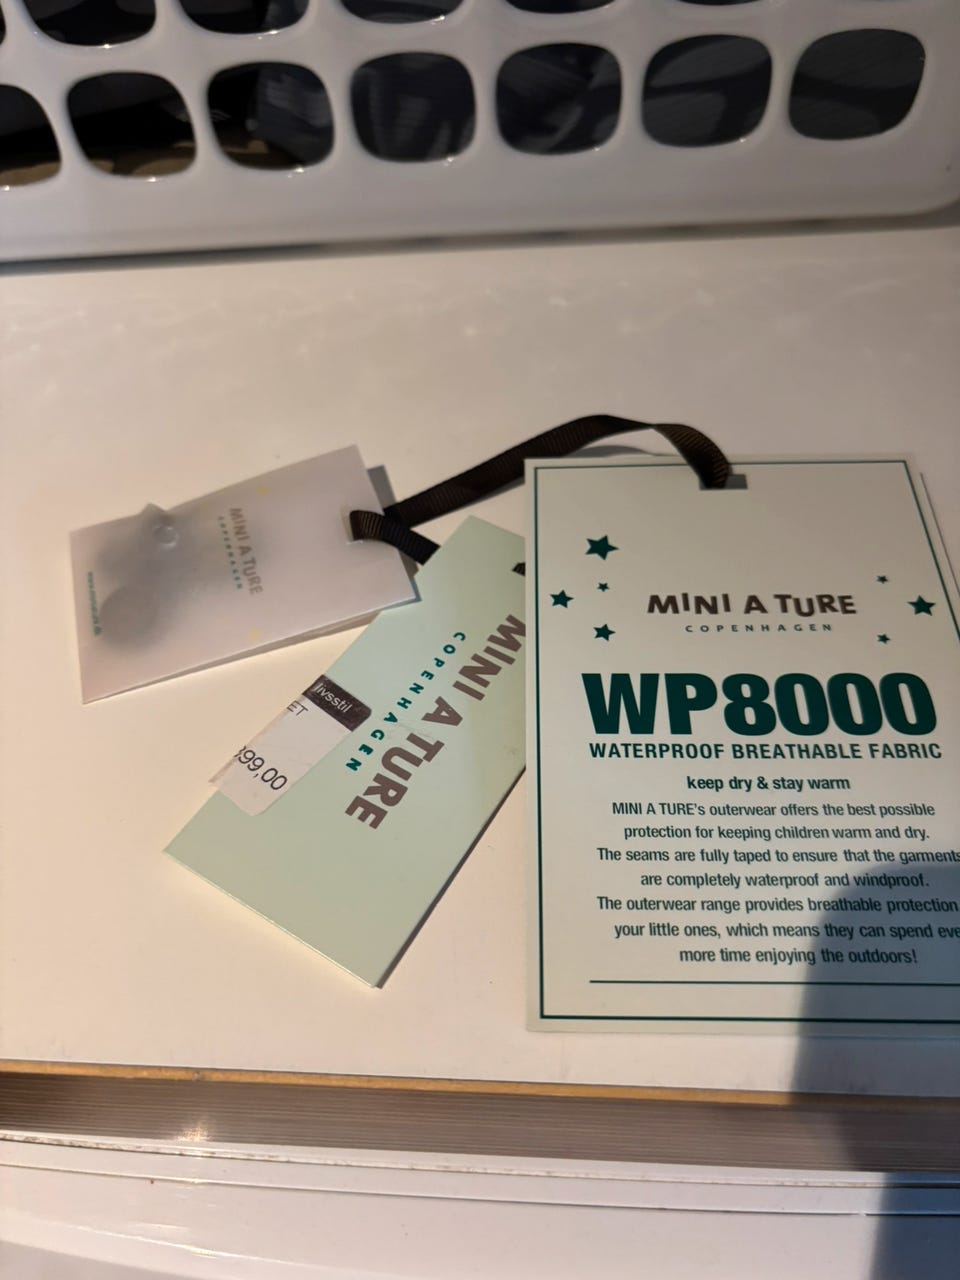 MINI A TURE
COPENHAGEN
MINI A TURE
COPENHAGEN
livsstil
99,00
MINI A TURE
COPENHAGEN
WP8000
WATERPROOF BREATHABLE FABRIC
keep dry & stay warm
MINI A TURE's outerwear offers the best possible
protection for keeping children warm and dry.
The seams are fully taped to ensure that the garments
are completely waterproof and windproof.
The outerwear range provides breathable protection
your little ones, which means they can spend eve
more time enjoying the outdoors!